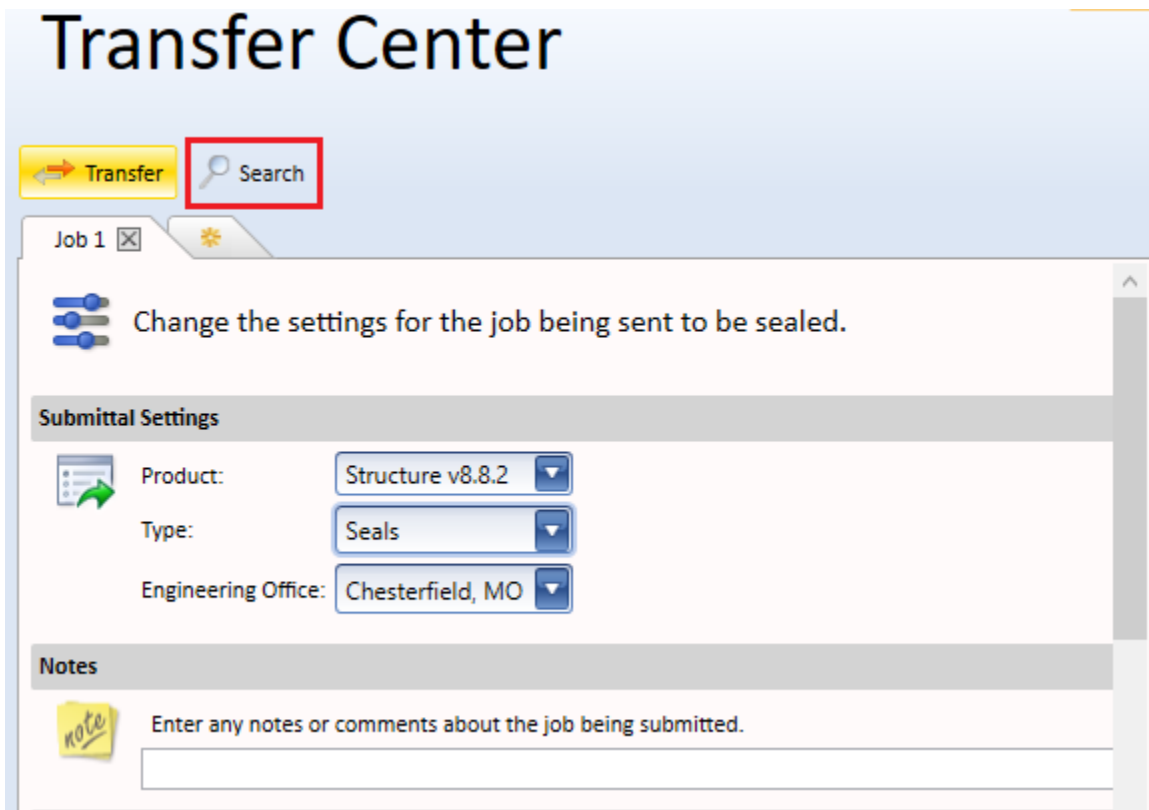 Transfer Center
Transfer Search
Job 1
Change the settings for the job being sent to be sealed.
Submittal Settings
Product: Structure v8.8.2
Type: Seals
Engineering Office: Chesterfield, MO
Notes
note
Enter any notes or comments about the job being submitted.